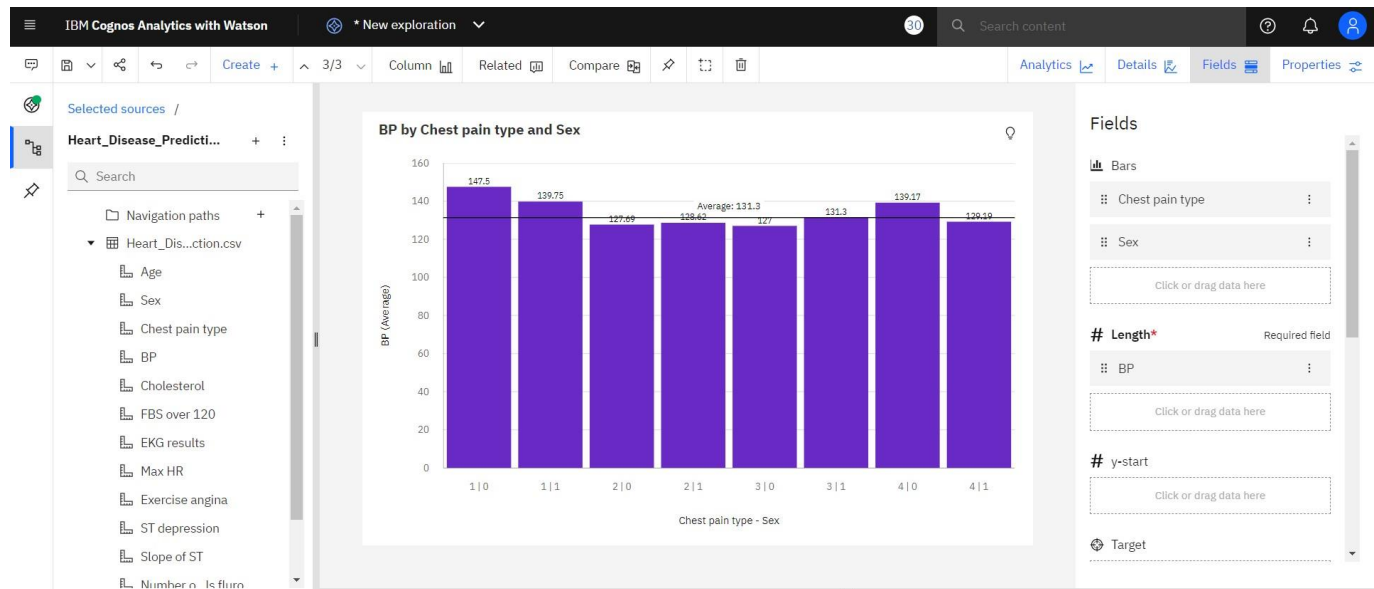 IBM Cognos Analytics with Watson
* New exploration
30
Search content
Create +
3/3
Column
Related
Compare
Analytics
Details
Fields
Properties
Selected sources /
Heart_Disease_Predicti...
Search
Navigation paths
Heart_Dis...ction.csv
Age
Sex
Chest pain type
BP
Cholesterol
FBS over 120
EKG results
Max HR
Exercise angina
ST depression
Slope of ST
Number o...ls fluro
BP by Chest pain type and Sex
BP (Average)
160
140
120
100
80
60
40
20
0
147.5
139.75
127.69
128.62
Average: 131.3
127
131.3
139.17
129.19
1|0
1|1
2|0
2|1
3|0
3|1
4|0
4|1
Chest pain type - Sex
Fields
Bars
Chest pain type
Sex
Click or drag data here
# Length*
Required field
BP
Click or drag data here
# y-start
Click or drag data here
Target